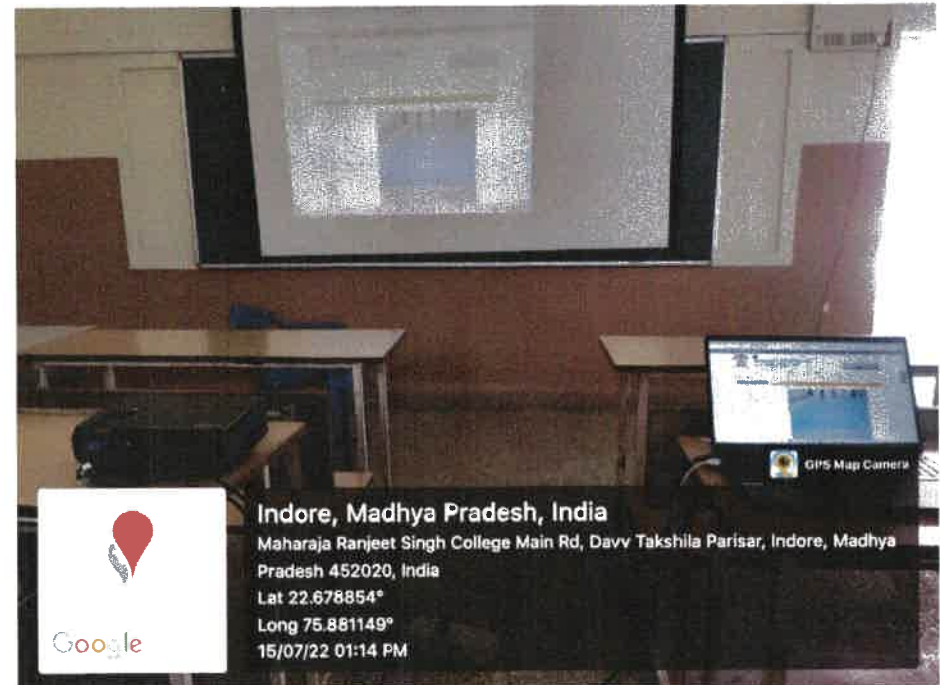 GPS Map Camera
Indore, Madhya Pradesh, India
Maharaja Ranjeet Singh College Main Rd, Davv Takshila Parisar, Indore, Madhya
Pradesh 452020, India
Lat 22.678854°
Long 75.881149°
15/07/22 01:14 PM
Google